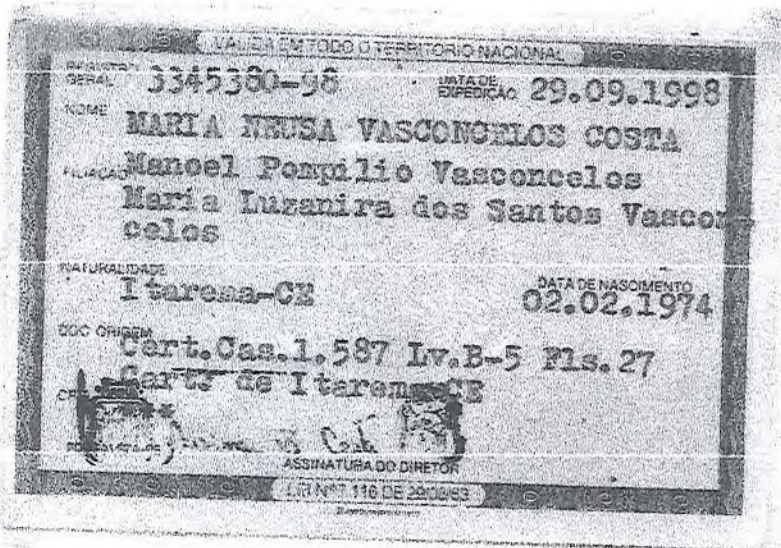 VÁLIDA EM TODO O TERRITÓRIO NACIONAL
REGISTRO GERAL 3345380-98 DATA DE EXPEDIÇÃO 29.09.1998
NOME MARIA NEUSA VASCONCELOS COSTA
FILIAÇÃO Manoel Pompilio Vasconcelos
Maria Luzanira dos Santos Vascon-
celos
NATURALIDADE DATA DE NASCIMENTO
Itarema-CE 02.02.1974
DOC ORIGEM Cert.Cas.1.587 Lv.B-5 Fls.27
Cartº de Itarema-CE
ASSINATURA DO DIRETOR
LEI Nº 7.116 DE 29/08/83